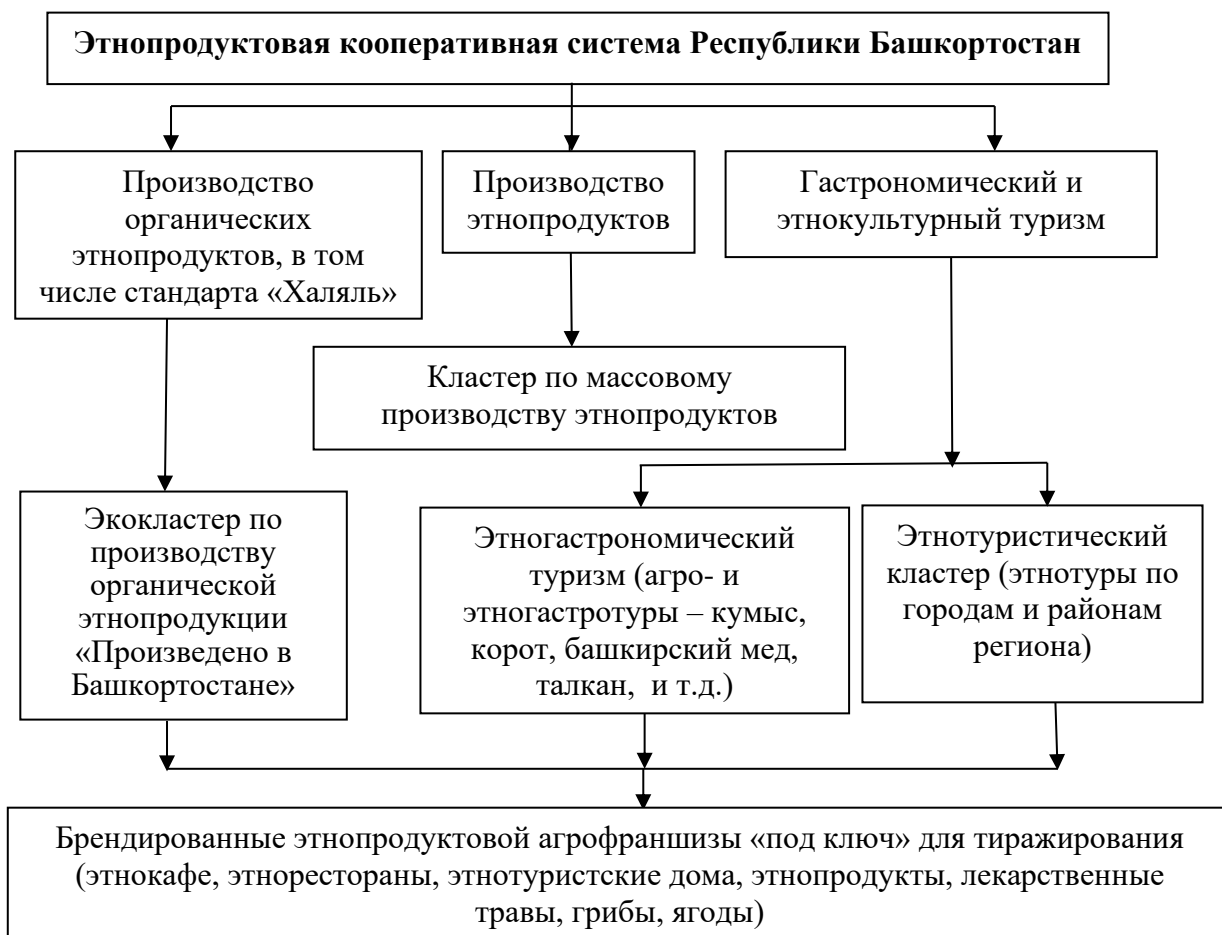 Этнопродуктовая кооперативная система Республики Башкортостан
Производство
органических
этнопродуктов, в том
числе стандарта «Халяль»
Производство
этнопродуктов
Гастрономический и
этнокультурный туризм
Кластер по массовому
производству этнопродуктов
Экокластер по
производству
органической
этнопродукции
«Произведено в
Башкортостане»
Этногастрономический
туризм (агро- и
этногастротуры – кумыс,
корот, башкирский мед,
талкан, и т.д.)
Этнотуристический
кластер (этнотуры по
городам и районам
региона)
Брендированные этнопродуктовой агрофраншизы «под ключ» для тиражирования
(этнокафе, этнорестораны, этнотуристские дома, этнопродукты, лекарственные
травы, грибы, ягоды)